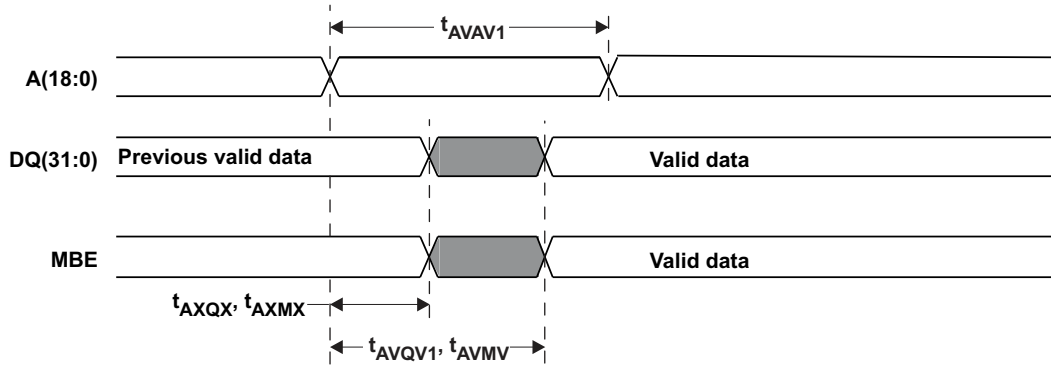 tAVAV1
A(18:0)
DQ(31:0) Previous valid data Valid data
MBE Valid data
tAXQX, tAXMX
tAVQV1, tAVMV